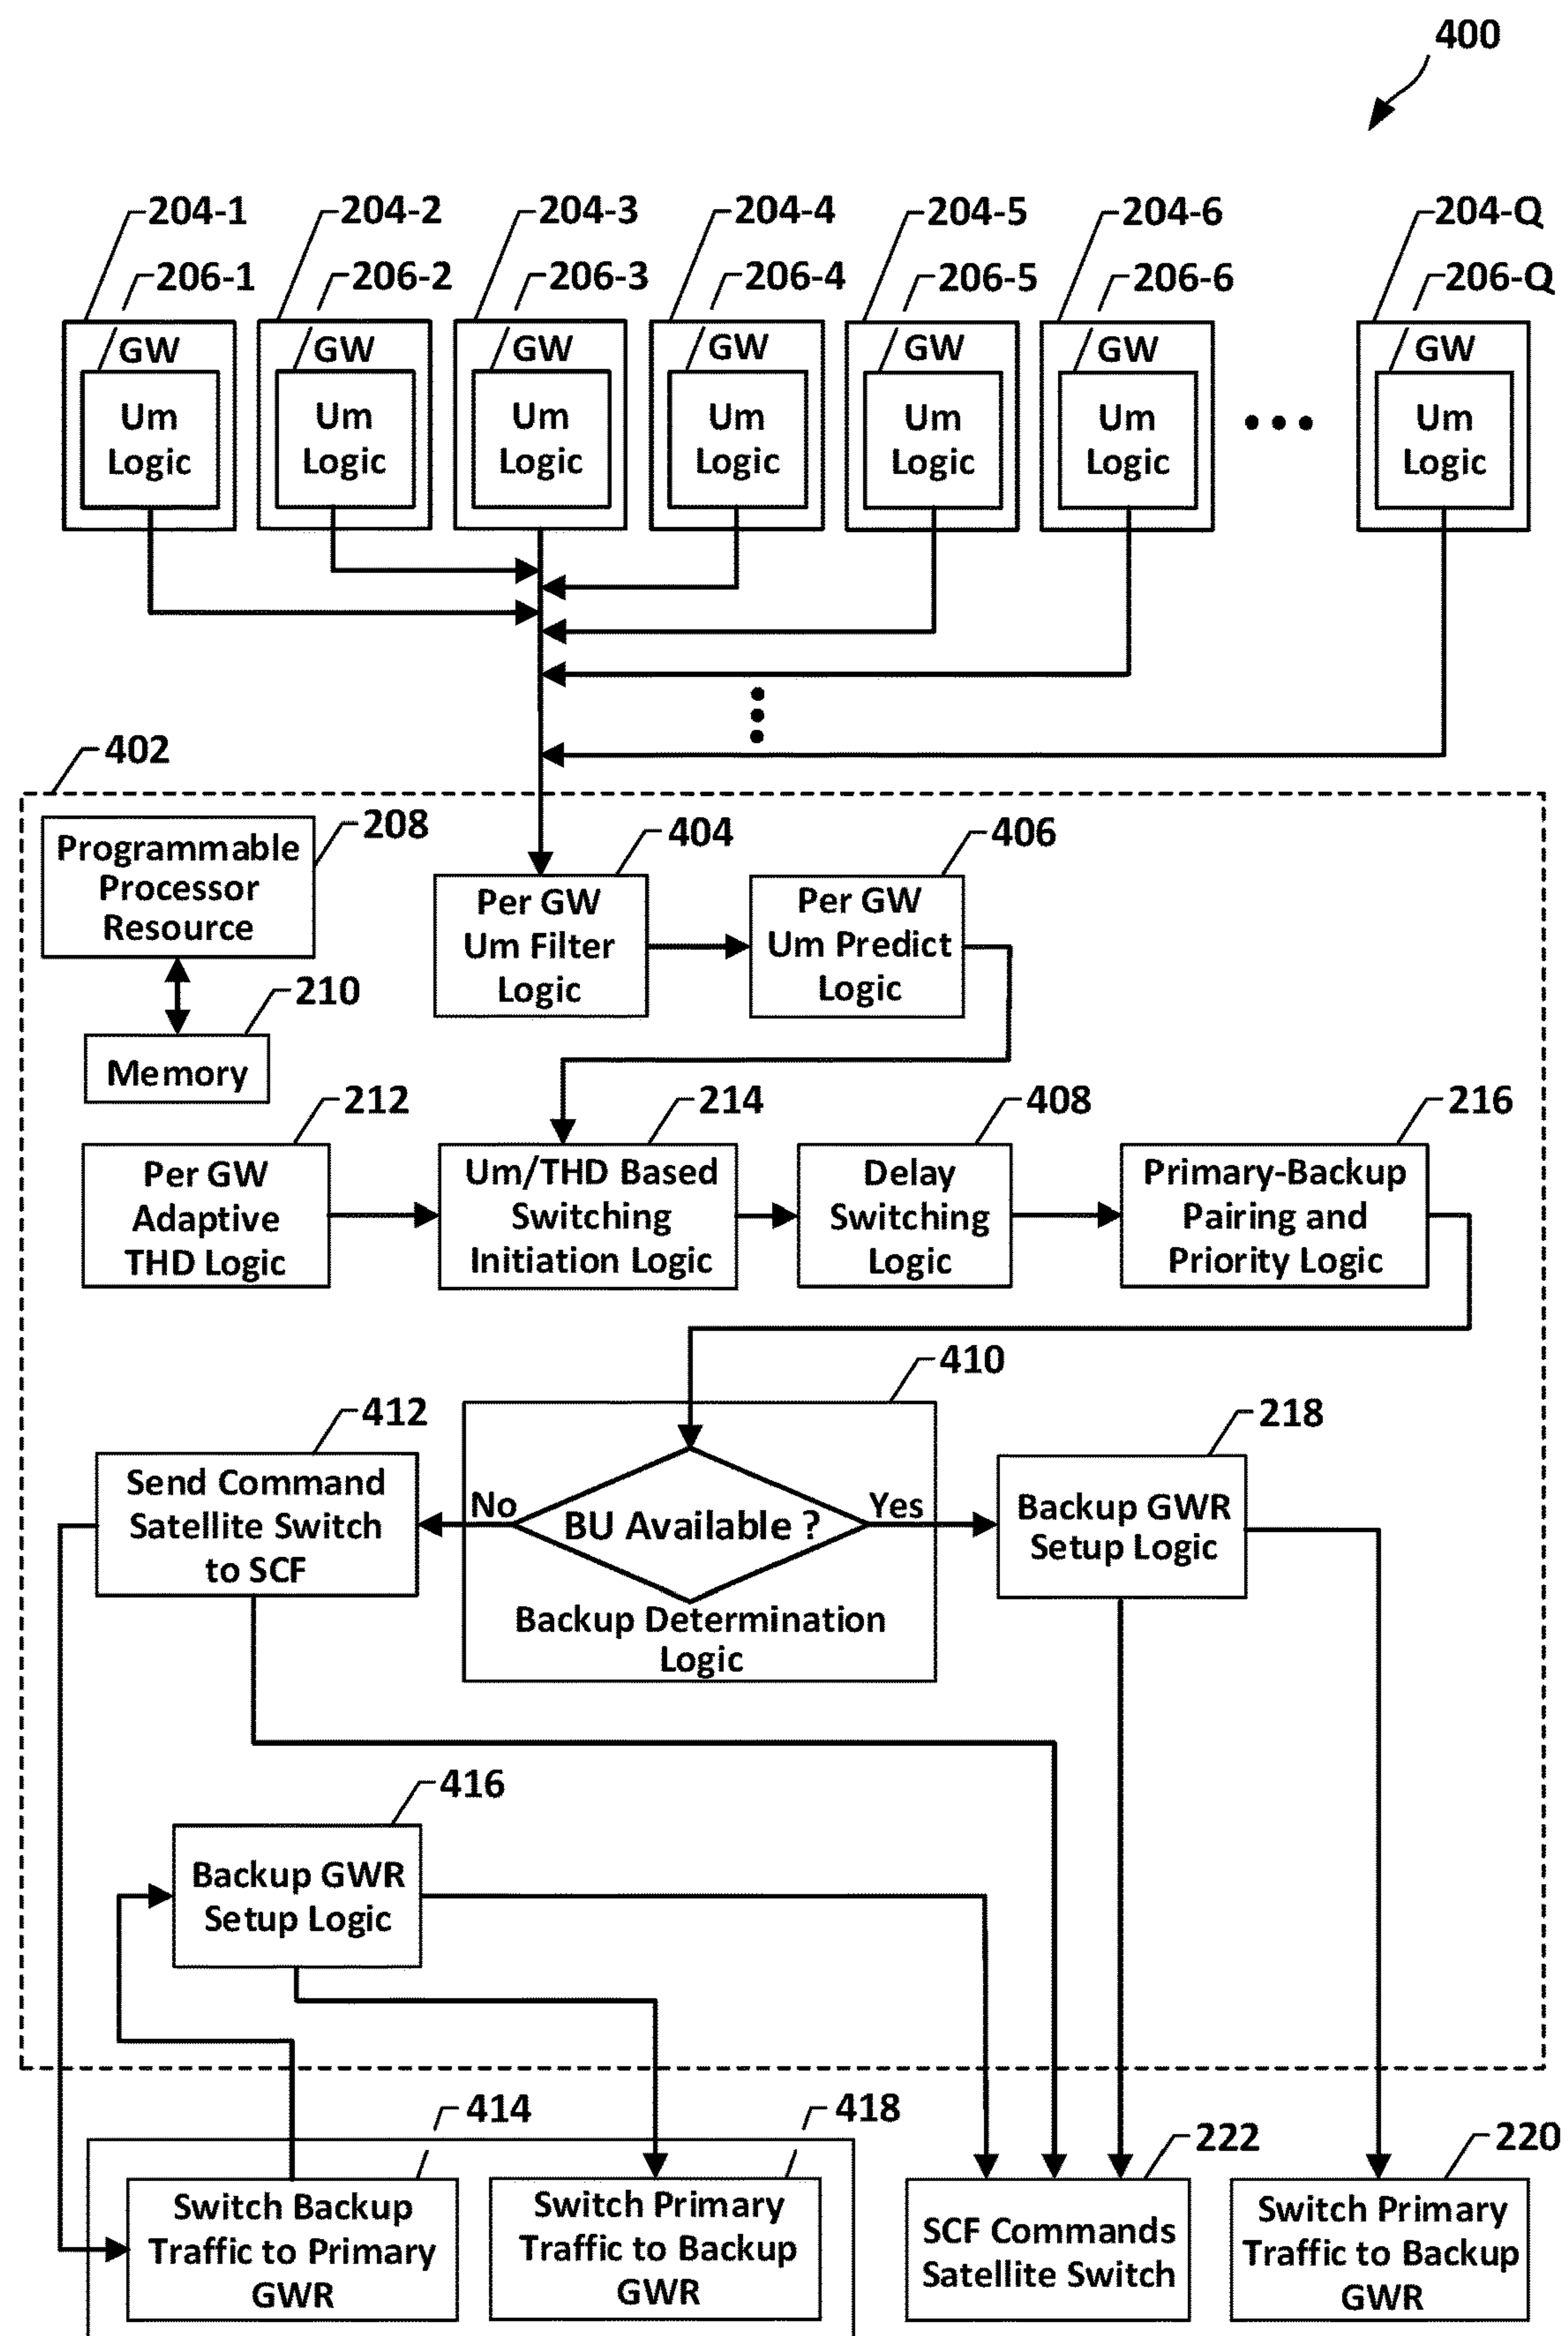 400
204-1 204-2 204-3 204-4 204-5 204-6 204-Q
206-1 206-2 206-3 206-4 206-5 206-6 206-Q
GW GW GW GW GW GW GW
Um Um Um Um Um Um Um
Logic Logic Logic Logic Logic Logic Logic
402
208
Programmable
Processor
Resource
404
Per GW
Um Filter
Logic
406
Per GW
Um Predict
Logic
210
Memory
212
Per GW
Adaptive
THD Logic
214
Um/THD Based
Switching
Initiation Logic
408
Delay
Switching
Logic
216
Primary-Backup
Pairing and
Priority Logic
410
412
Send Command
Satellite Switch
to SCF
No
BU Available ?
Yes
Backup Determination
Logic
218
Backup GWR
Setup Logic
416
Backup GWR
Setup Logic
414
Switch Backup
Traffic to Primary
GWR
418
Switch Primary
Traffic to Backup
GWR
222
SCF Commands
Satellite Switch
220
Switch Primary
Traffic to Backup
GWR